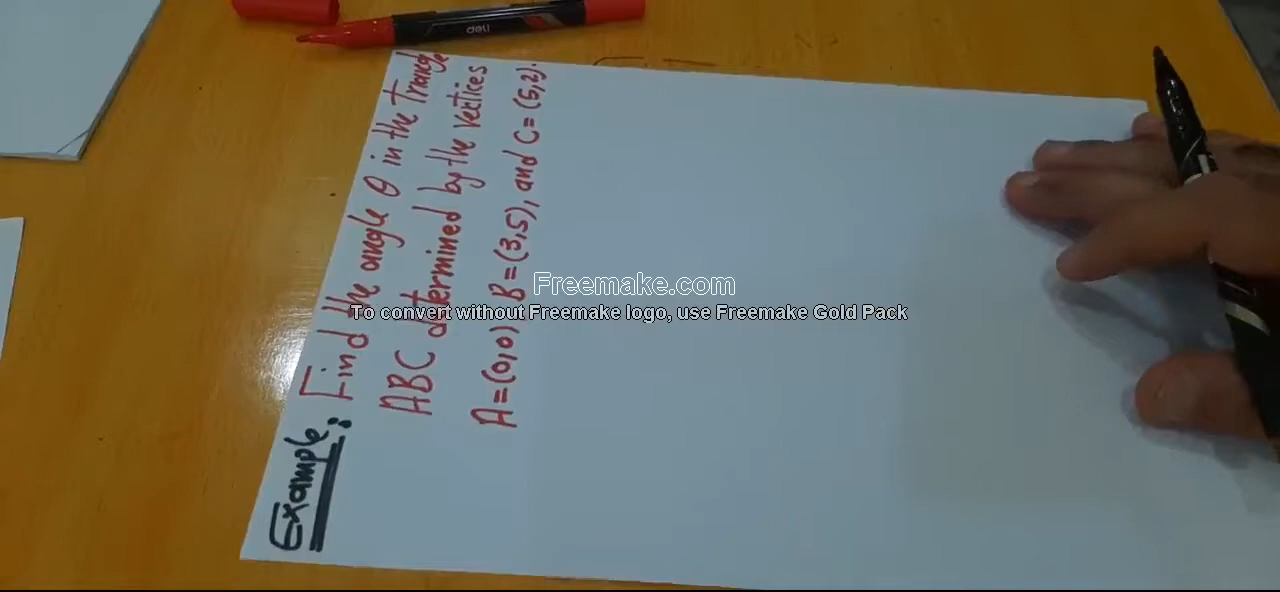 Example: Find the angle θ in the triangle
ABC determined by the vertices
A=(0,0) B=(3,5), and C=(5,2).
deli
Freemake.com
To convert without Freemake logo, use Freemake Gold Pack